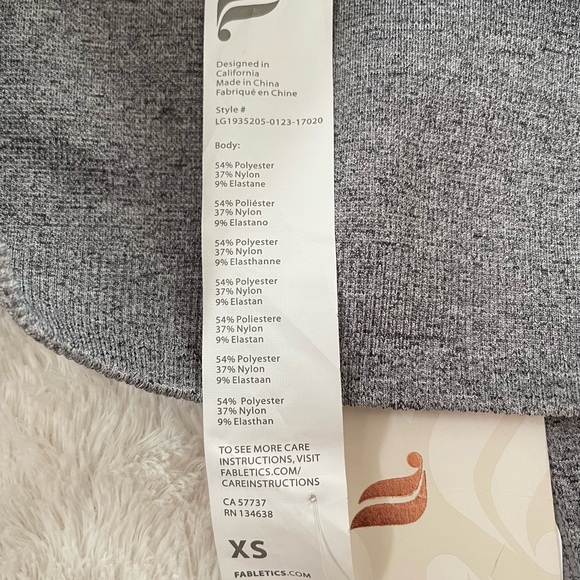 Designed in
California
Made in China
Fabriqué en Chine
Style #
LG1935205-0123-17020
Body:
54% Polyester
37% Nylon
9% Elastane
54% Poliéster
37% Nylon
9% Elastano
54% Polyester
37% Nylon
9% Elasthanne
54% Polyester
37% Nylon
9% Elastan
54% Poliestere
37% Nylon
9% Elastan
54% Polyester
37% Nylon
9% Elastaan
54% Polyester
37% Nylon
9% Elasthan
TO SEE MORE CARE
INSTRUCTIONS, VISIT
FABLETICS.COM/
CAREINSTRUCTIONS
CA 57737
RN 134638
XS
FABLETICS.COM